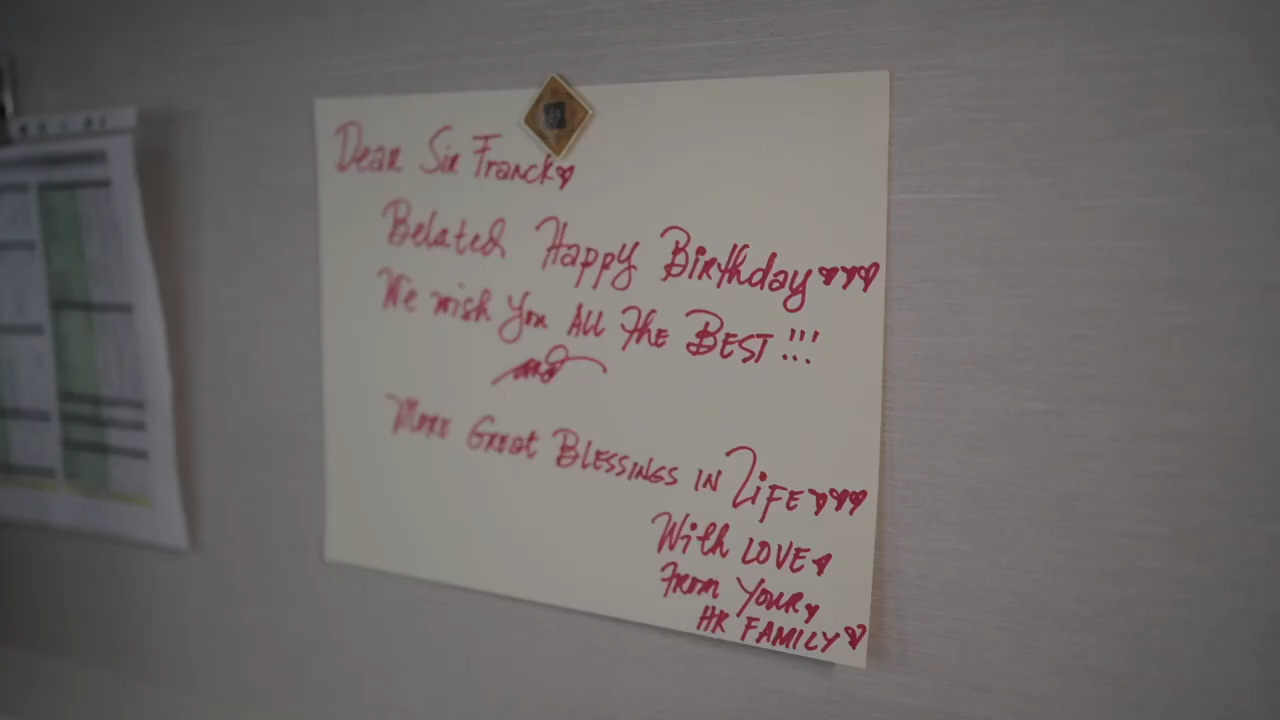 Dear Sir Franck♥
Belated Happy Birthday♥♥♥
We wish You All The BEST !!!
and
More Great BLESSINGS IN LiFE♥♥♥
With LOVE♥
From Your♥
HR FAMILY♥